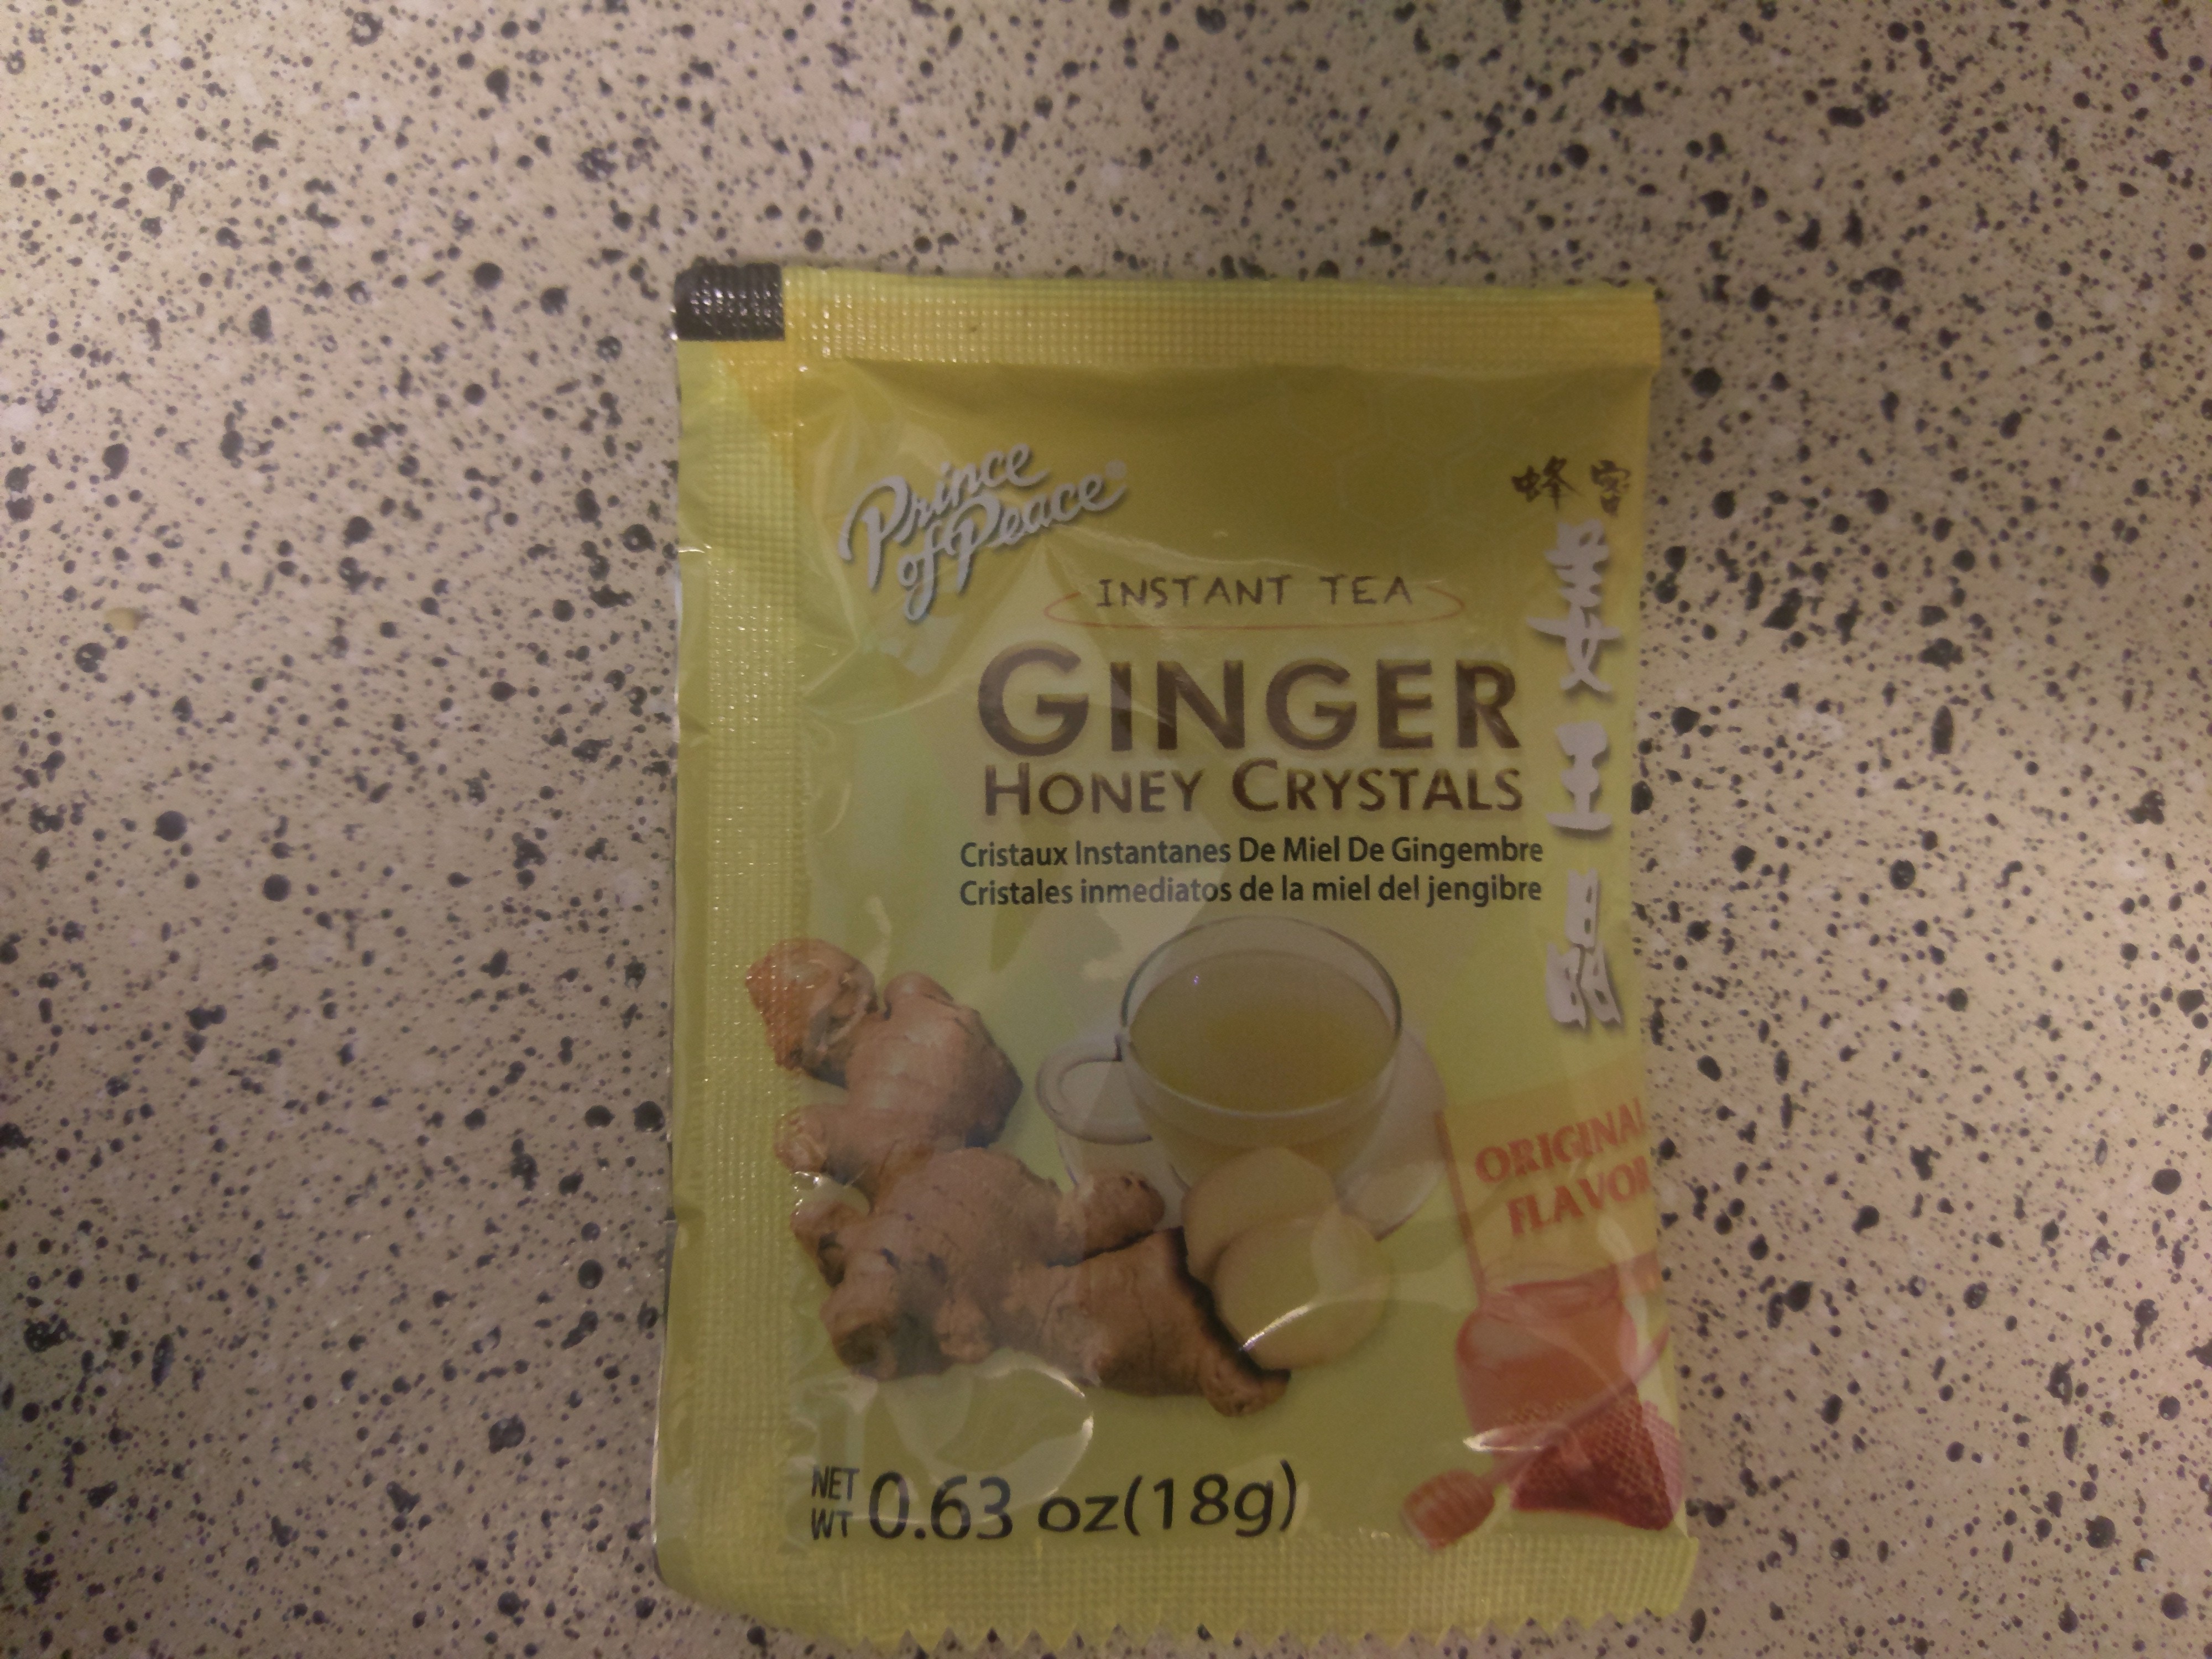 Prince
of Peace®
INSTANT TEA
GINGER
HONEY CRYSTALS
Cristaux Instantanes De Miel De Gingembre
Cristales inmediatos de la miel del jengibre
蜂蜜
姜王晶
ORIGINAL
FLAVOR
NET
WT 0.63 oz(18g)